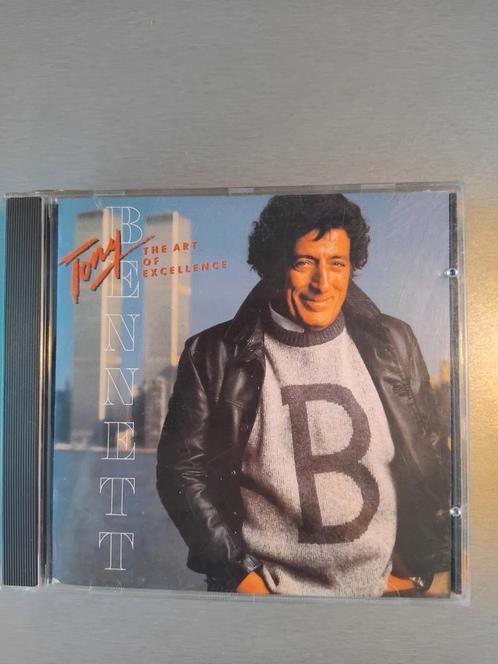 Tony
BENNETT
THE ART
OF
EXCELLENCE
B